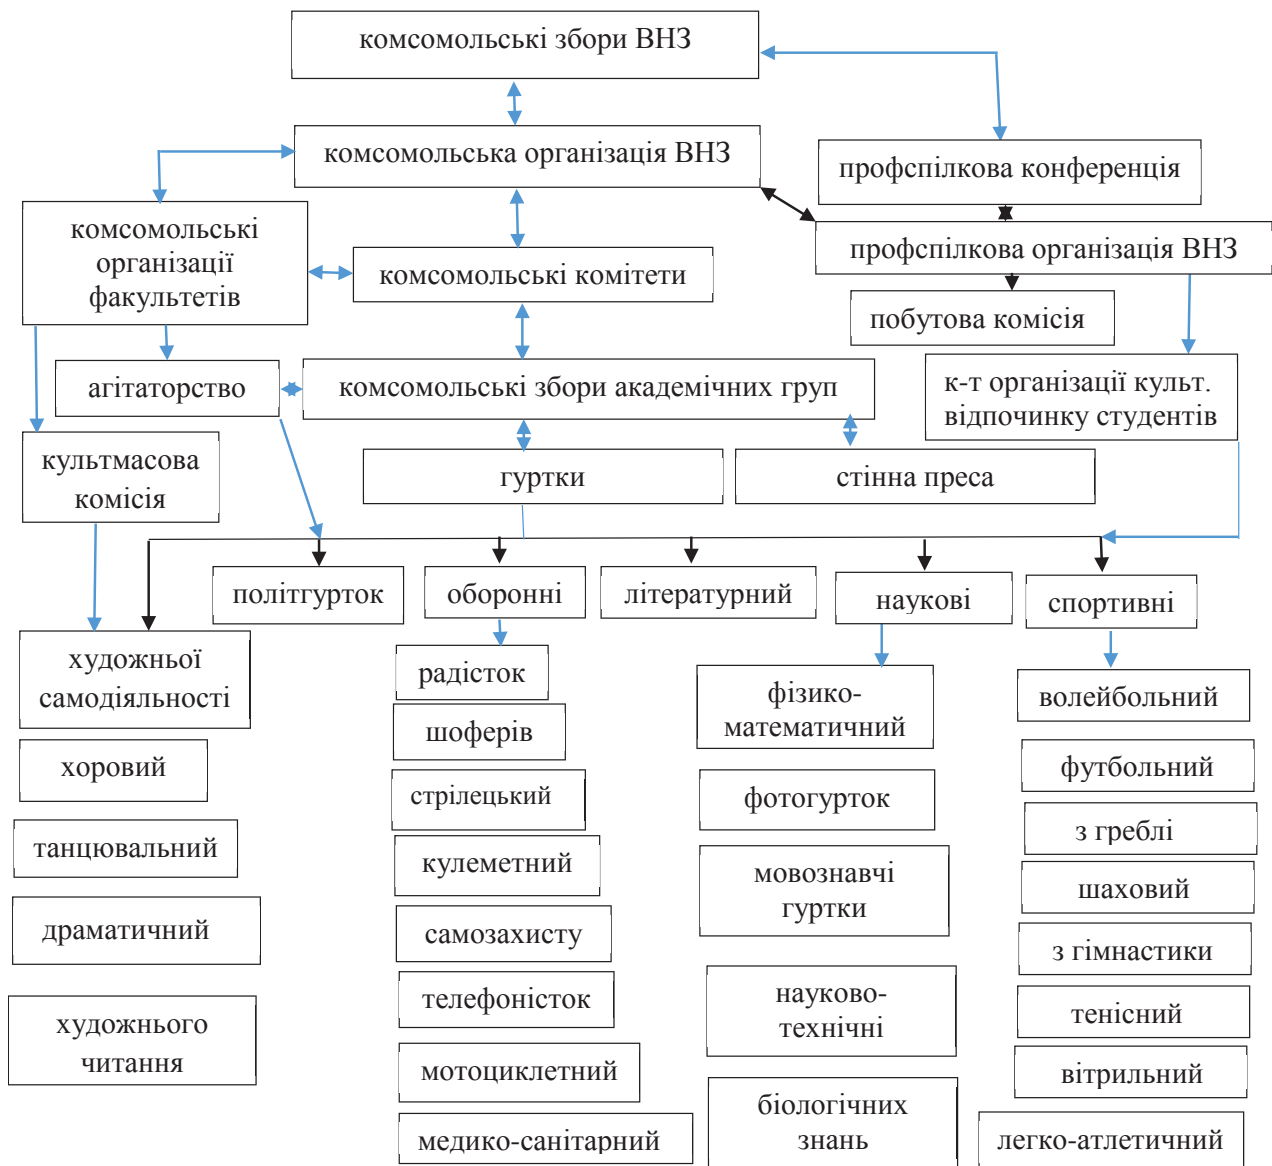 комсомольські збори ВНЗ
комсомольська організація ВНЗ
профспілкова конференція
комсомольські
організації
факультетів
комсомольські комітети
профспілкова організація ВНЗ
побутова комісія
агітаторство
комсомольські збори академічних груп
к-т організації культ.
відпочинку студентів
культмасова
комісія
гуртки
стінна преса
політгурток
оборонні
літературний
наукові
спортивні
художньої
самодіяльності
хоровий
танцювальний
драматичний
художнього
читання
радісток
шоферів
стрілецький
кулеметний
самозахисту
телефоністок
мотоциклетний
медико-санітарний
фізико-
математичний
фотогурток
мовознавчі
гуртки
науково-
технічні
біологічних
знань
волейбольний
футбольний
з греблі
шаховий
з гімнастики
тенісний
вітрильний
легко-атлетичний